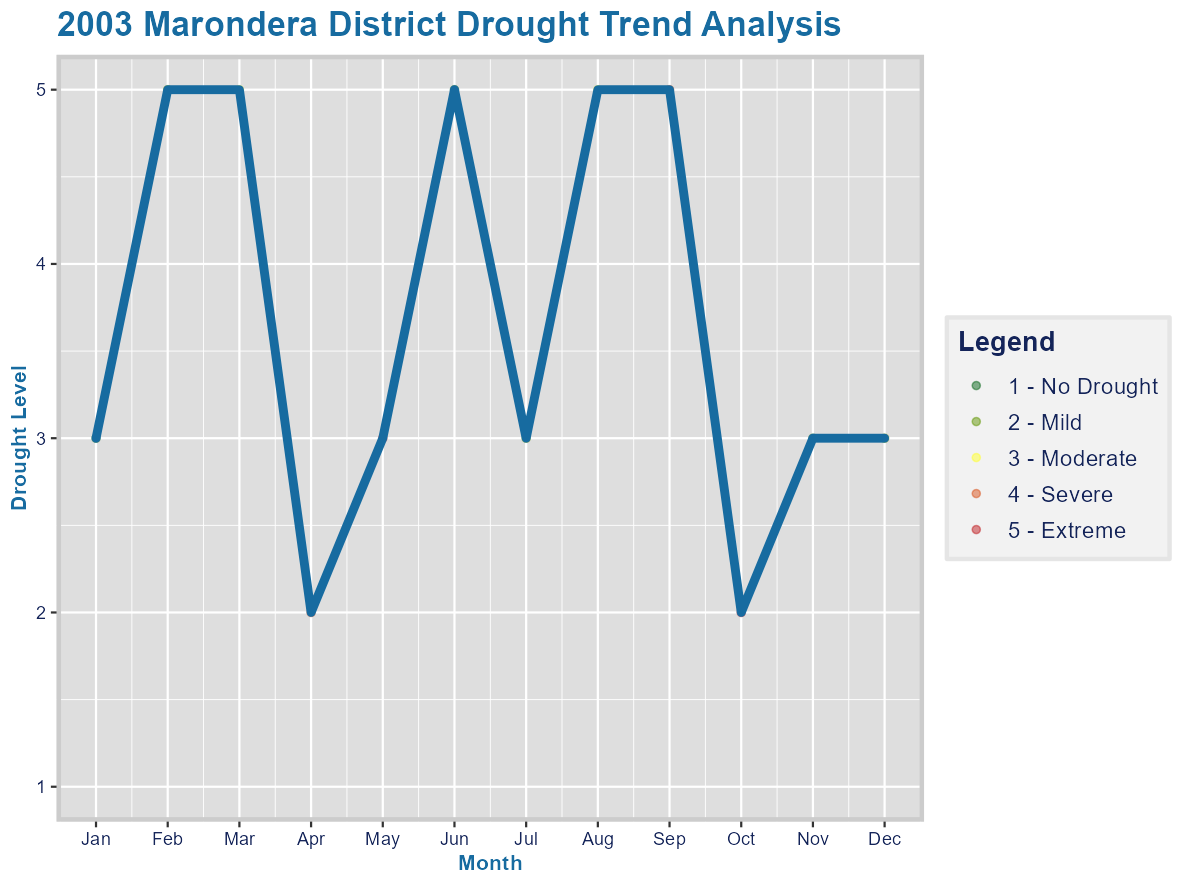 2003 Marondera District Drought Trend Analysis
Drought Level
5
4
3
2
1
Jan Feb Mar Apr May Jun Jul Aug Sep Oct Nov Dec
Month
Legend
1 - No Drought
2 - Mild
3 - Moderate
4 - Severe
5 - Extreme